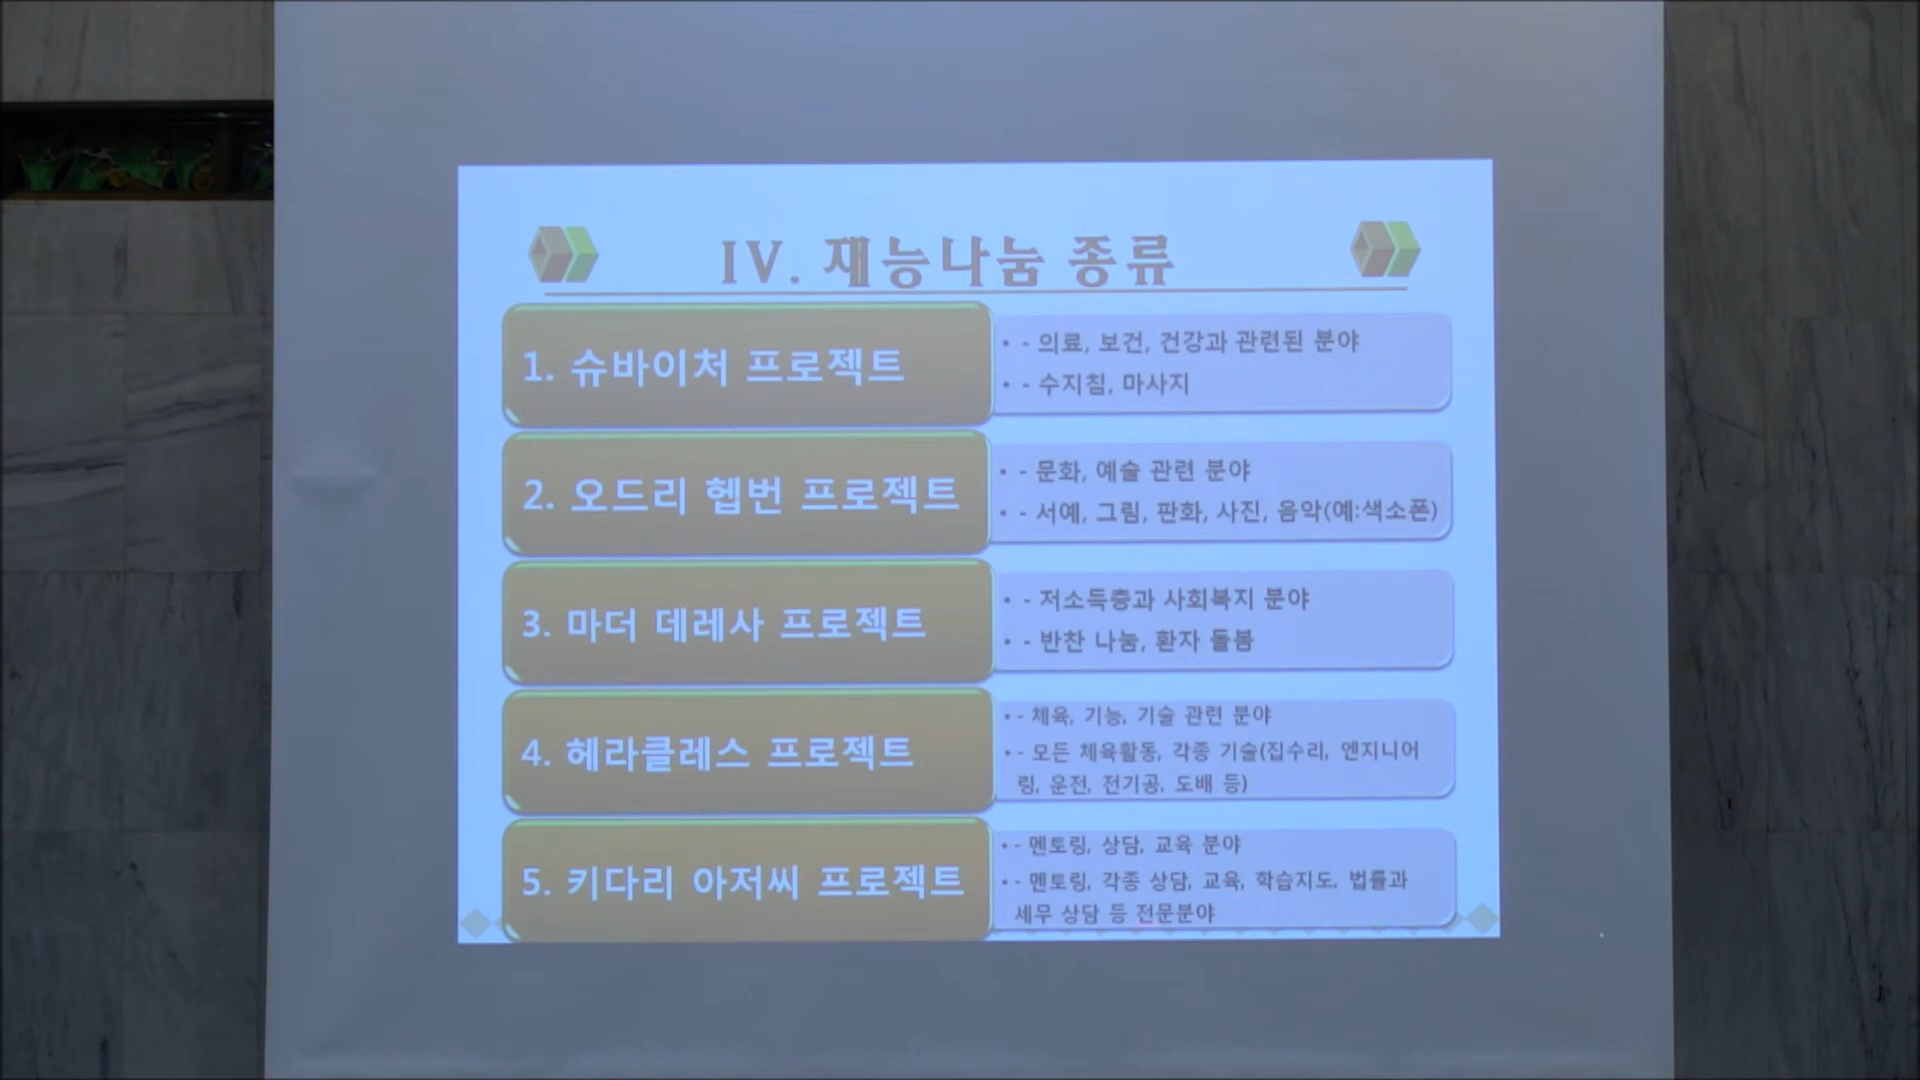 IV. 재능나눔 종류
1. 슈바이처 프로젝트
• - 의료, 보건, 건강과 관련된 분야
• - 수지침, 마사지
2. 오드리 헵번 프로젝트
• - 문화, 예술 관련 분야
• - 서예, 그림, 판화, 사진, 음악(예:색소폰)
3. 마더 데레사 프로젝트
• - 저소득층과 사회복지 분야
• - 반찬 나눔, 환자 돌봄
4. 헤라클레스 프로젝트
• - 체육, 기능, 기술 관련 분야
• - 모든 체육활동, 각종 기술(집수리, 엔지니어
링, 운전, 전기공, 도배 등)
5. 키다리 아저씨 프로젝트
• - 멘토링, 상담, 교육 분야
• - 멘토링, 각종 상담, 교육, 학습지도, 법률과
세무 상담 등 전문분야